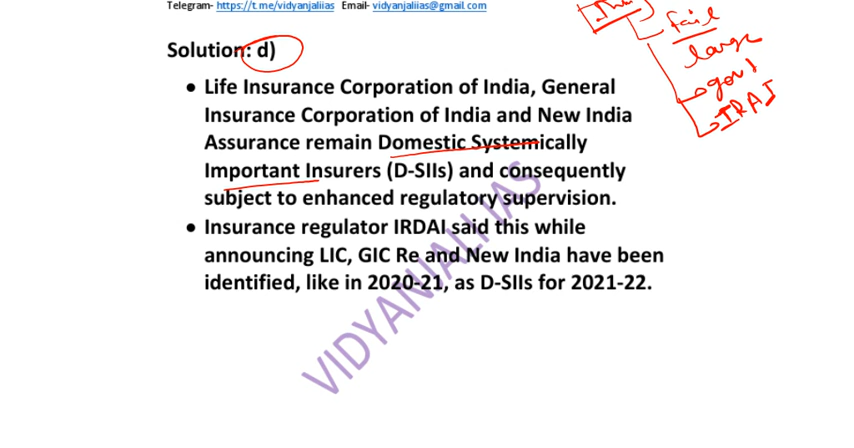 Telegram- https://t.me/vidyanjaliias Email- vidyanjaliias@gmail.com
fail
large
govt
IRAI
Solution: d)
• Life Insurance Corporation of India, General
Insurance Corporation of India and New India
Assurance remain Domestic Systemically
Important Insurers (D-SIIs) and consequently
subject to enhanced regulatory supervision.
• Insurance regulator IRDAI said this while
announcing LIC, GIC Re and New India have been
identified, like in 2020-21, as D-SIIs for 2021-22.
VIDYANJALI IAS